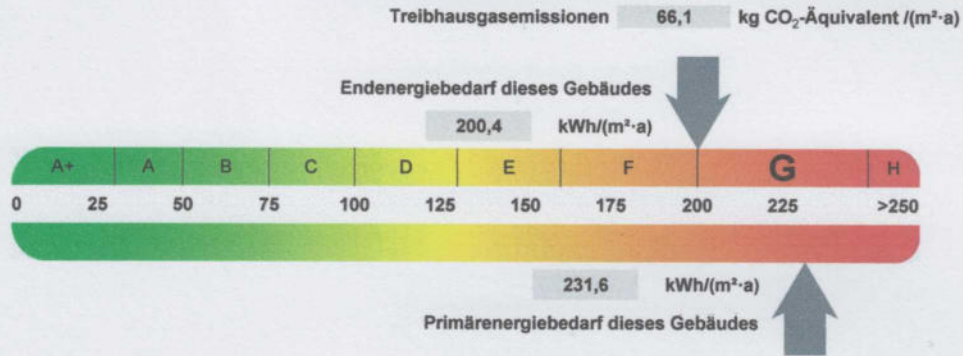 Treibhausgasemissionen 66,1 kg CO₂-Äquivalent /(m²·a)
Endenergiebedarf dieses Gebäudes
200,4 kWh/(m²·a)
A+ A B C D E F G H
0 25 50 75 100 125 150 175 200 225 >250
231,6 kWh/(m²·a)
Primärenergiebedarf dieses Gebäudes